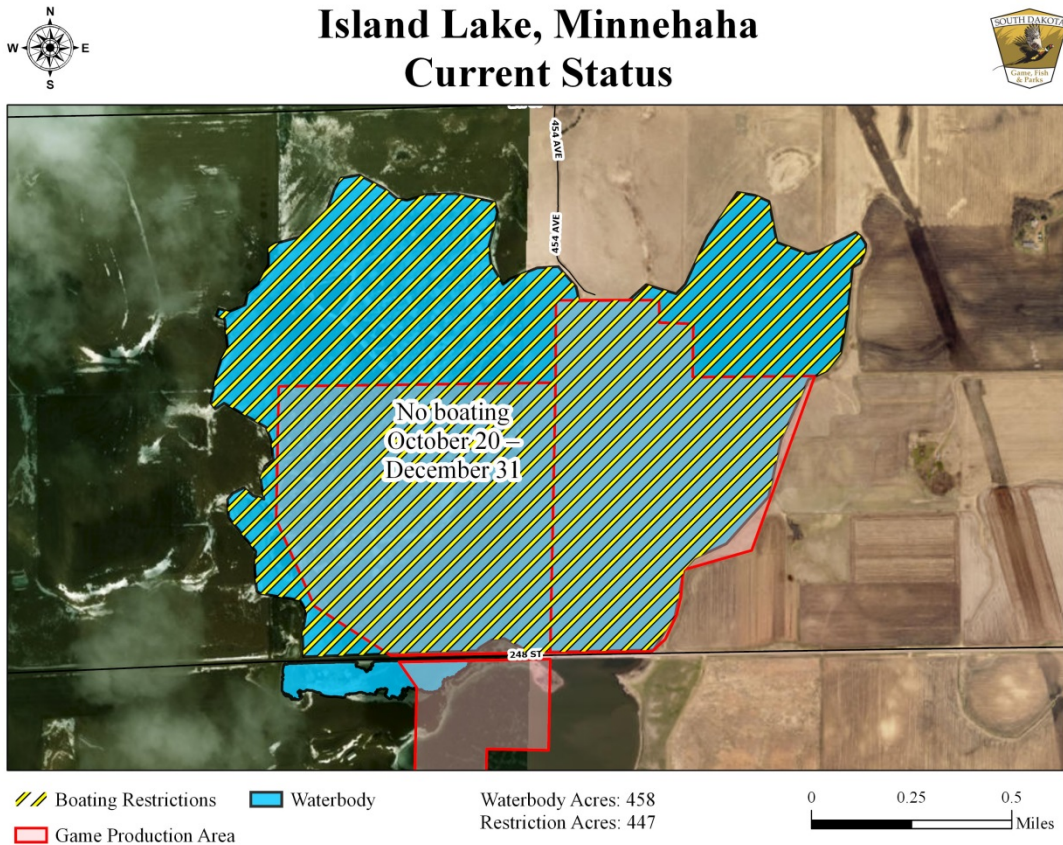 Island Lake, Minnehaha
Current Status
N
W
E
S
SOUTH DAKOTA
Game, Fish
& Parks
454 AVE
454 AVE
No boating
October 20 –
December 31
248 ST
Boating Restrictions
Waterbody
Game Production Area
Waterbody Acres: 458
Restriction Acres: 447
0 0.25 0.5
Miles